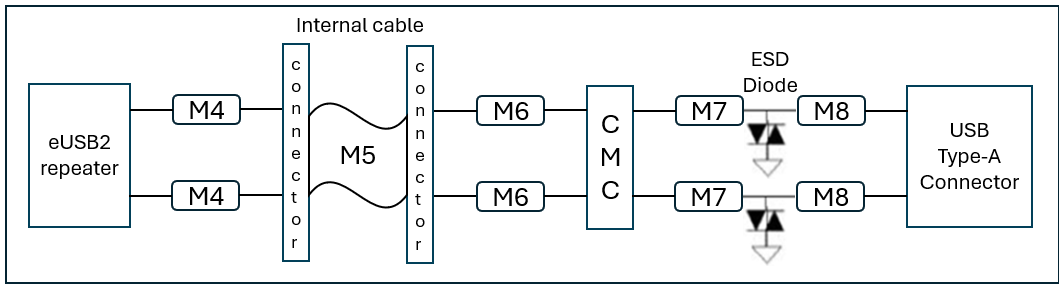 Internal cable
ESD
Diode
eUSB2
repeater
M4
M4
connector
M5
connector
M6
M6
CMC
M7
M7
M8
M8
USB
Type-A
Connector